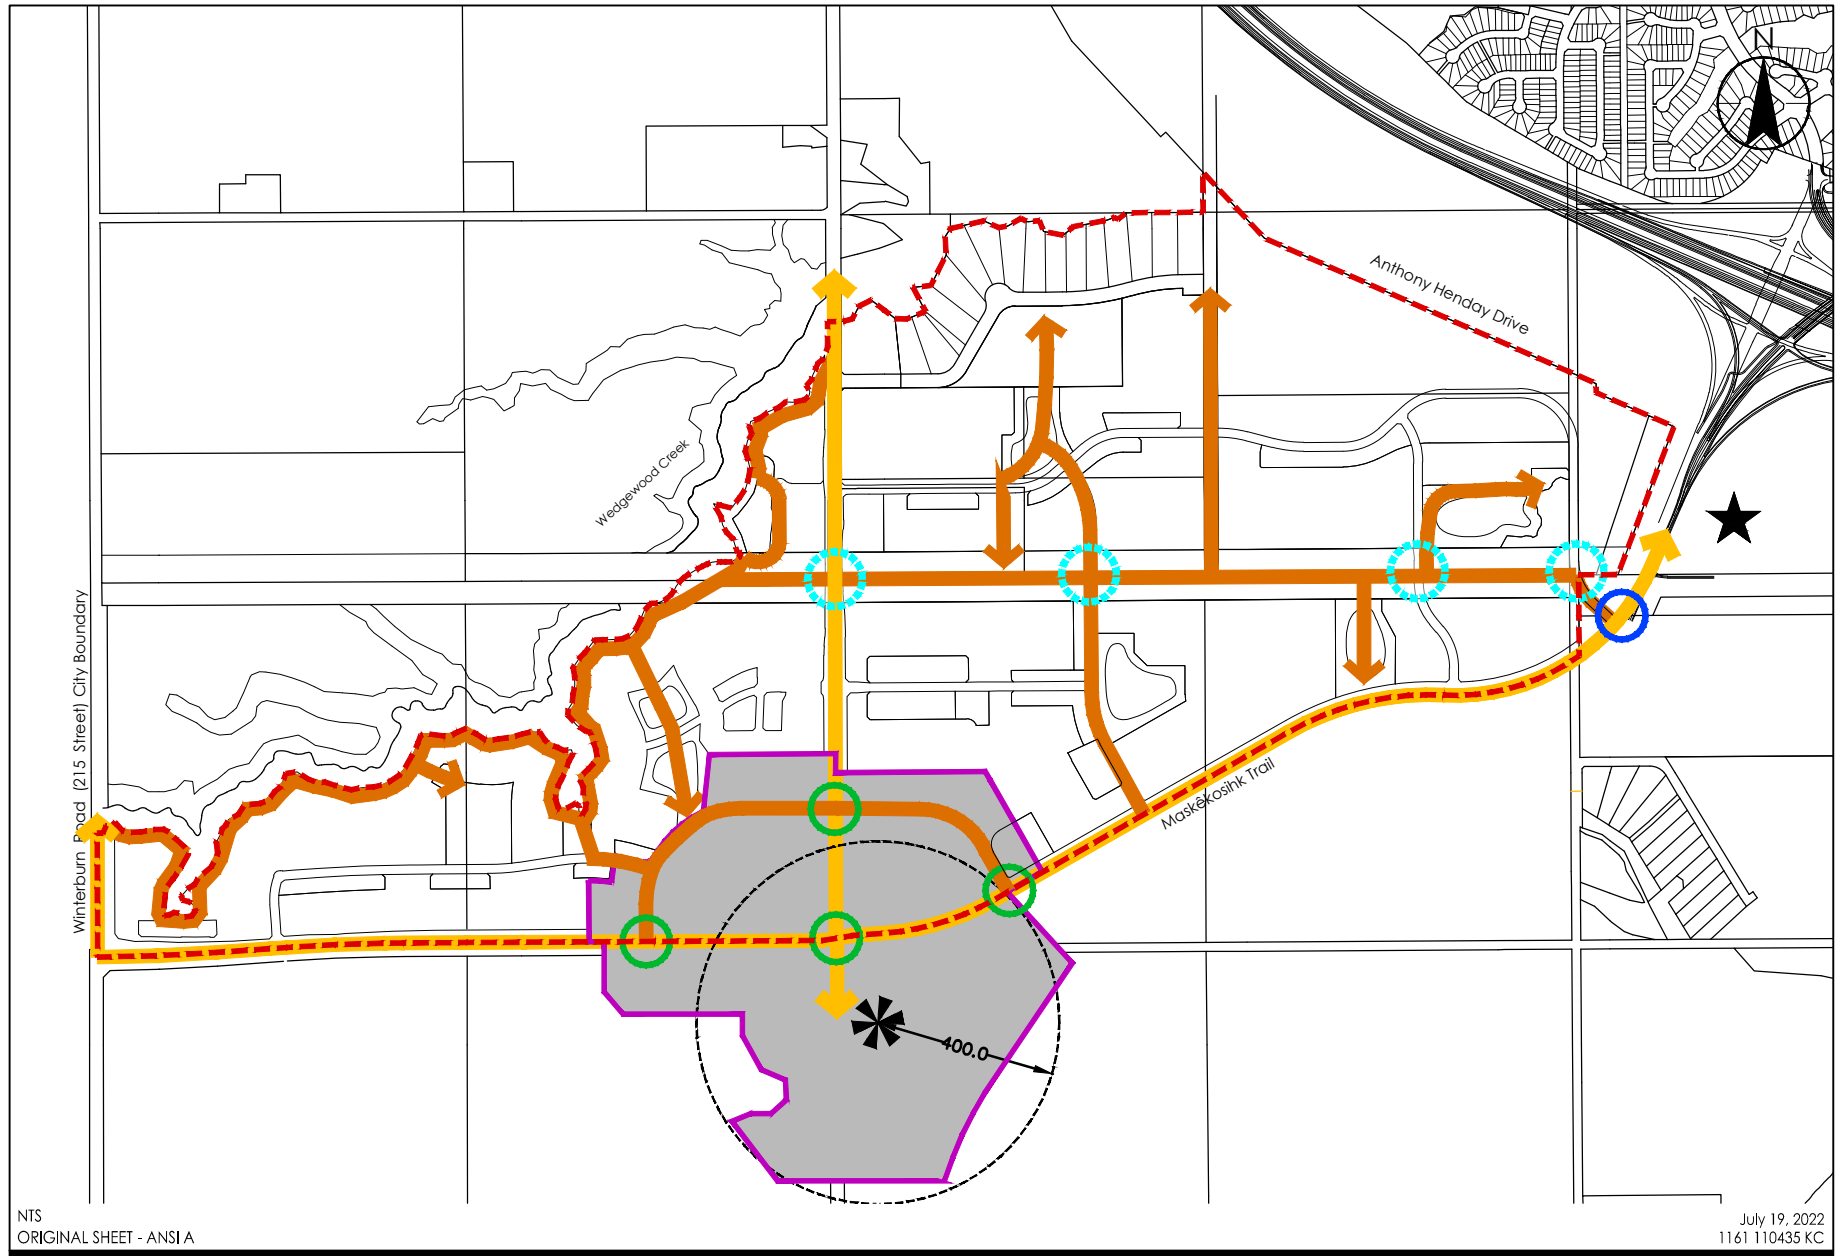 N
Anthony Henday Drive
Wedgewood Creek
Winterburn Road (215 Street) City Boundary
Maskêkosihk Trail
400.0
NTS
ORIGINAL SHEET - ANSI A
July 19, 2022
1161 110435 KC